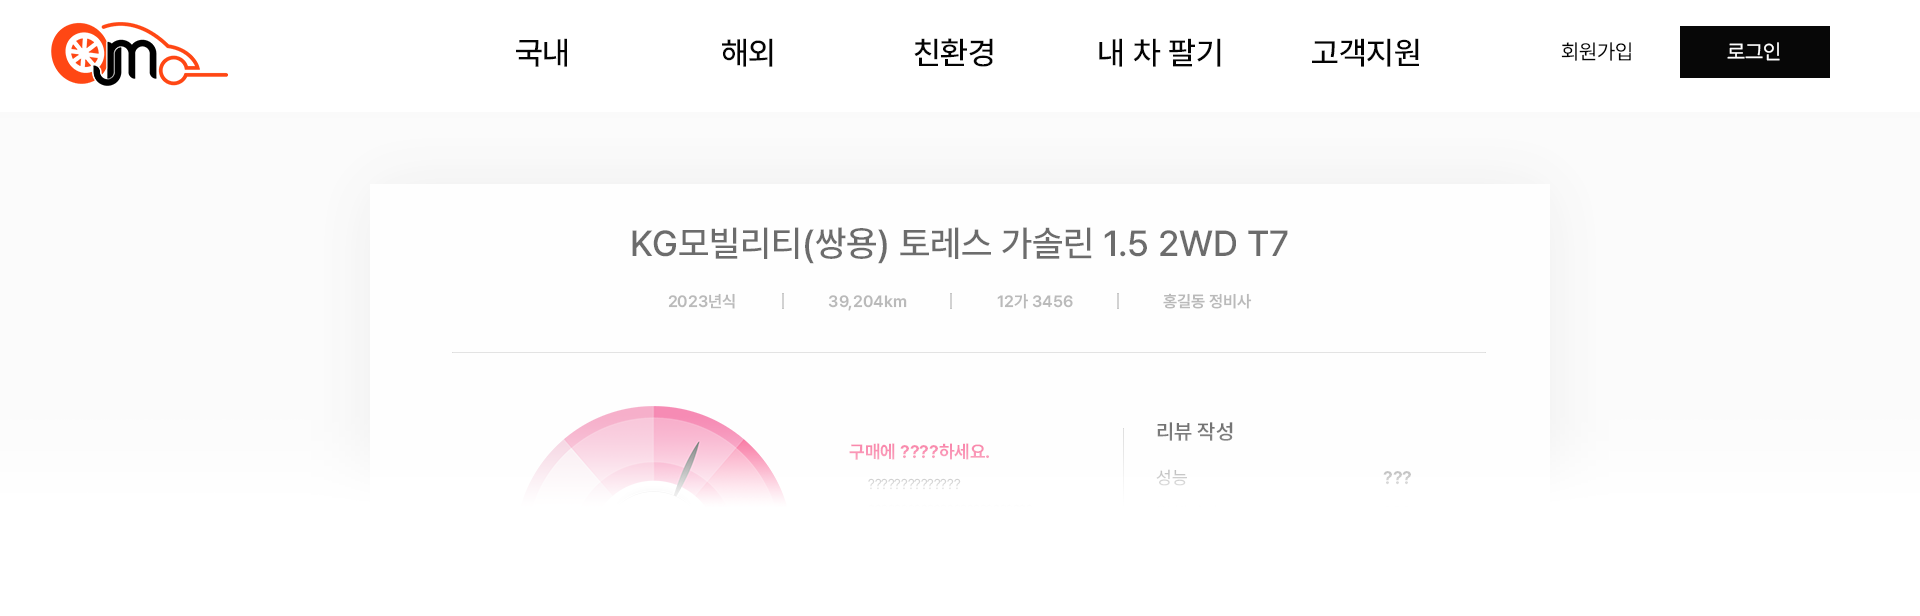 국내 해외 친환경 내 차 팔기 고객지원 회원가입 로그인
KG모빌리티(쌍용) 토레스 가솔린 1.5 2WD T7
2023년식 | 39,204km | 12가 3456 | 홍길동 정비사
리뷰 작성
구매에 ????하세요.
성능 ???
??????????????